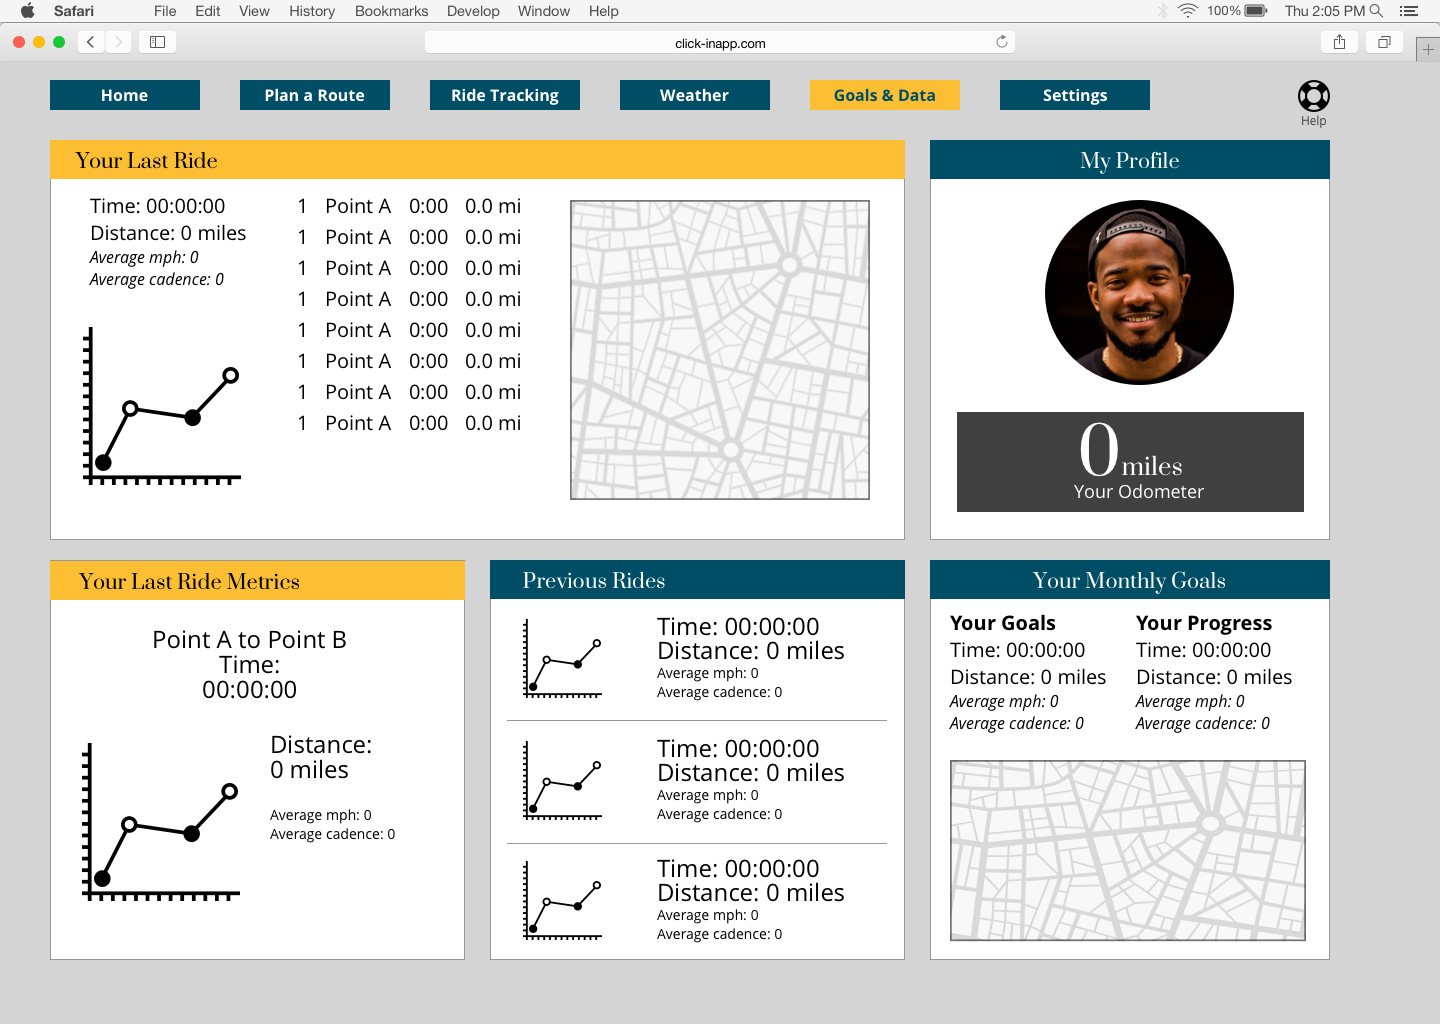 Safari File Edit View History Bookmarks Develop Window Help 100% Thu 2:05 PM
click-inapp.com
Home Plan a Route Ride Tracking Weather Goals & Data Settings
Help
Your Last Ride
Time: 00:00:00
Distance: 0 miles
Average mph: 0
Average cadence: 0
1 Point A 0:00 0.0 mi
1 Point A 0:00 0.0 mi
1 Point A 0:00 0.0 mi
1 Point A 0:00 0.0 mi
1 Point A 0:00 0.0 mi
1 Point A 0:00 0.0 mi
1 Point A 0:00 0.0 mi
1 Point A 0:00 0.0 mi
My Profile
0 miles
Your Odometer
Your Last Ride Metrics
Point A to Point B
Time:
00:00:00
Distance:
0 miles
Average mph: 0
Average cadence: 0
Previous Rides
Time: 00:00:00
Distance: 0 miles
Average mph: 0
Average cadence: 0
Time: 00:00:00
Distance: 0 miles
Average mph: 0
Average cadence: 0
Time: 00:00:00
Distance: 0 miles
Average mph: 0
Average cadence: 0
Your Monthly Goals
Your Goals
Time: 00:00:00
Distance: 0 miles
Average mph: 0
Average cadence: 0
Your Progress
Time: 00:00:00
Distance: 0 miles
Average mph: 0
Average cadence: 0